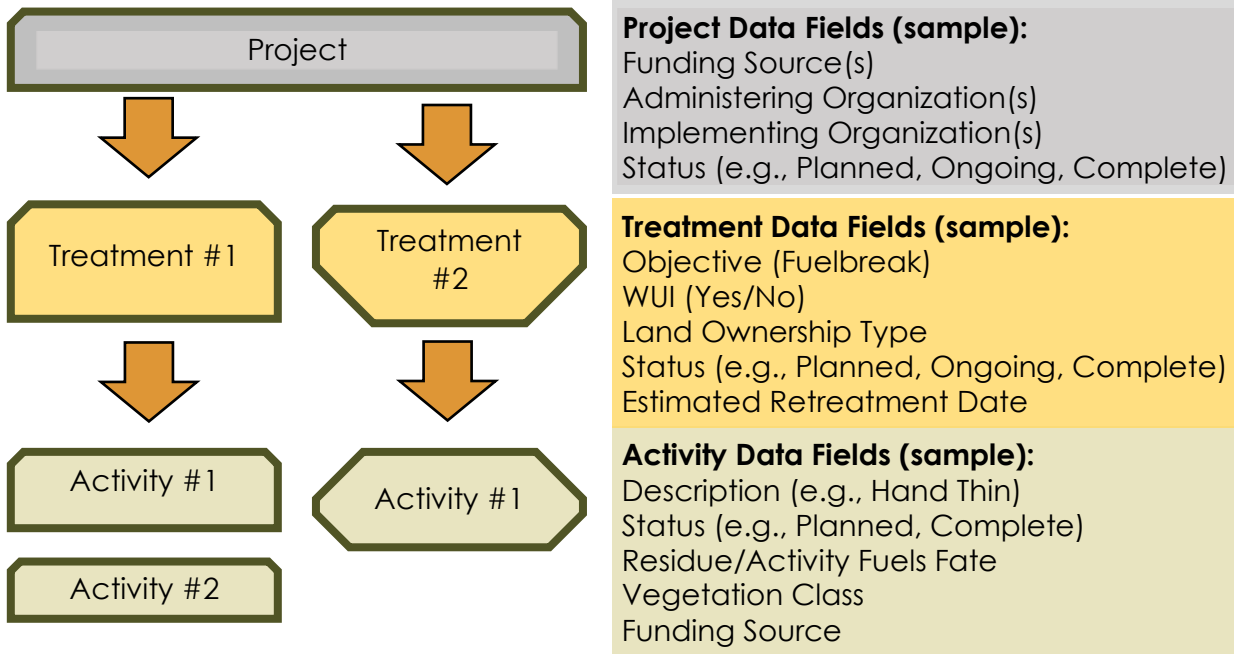 Project
Treatment #1
Treatment
#2
Activity #1
Activity #1
Activity #2
Project Data Fields (sample):
Funding Source(s)
Administering Organization(s)
Implementing Organization(s)
Status (e.g., Planned, Ongoing, Complete)
Treatment Data Fields (sample):
Objective (Fuelbreak)
WUI (Yes/No)
Land Ownership Type
Status (e.g., Planned, Ongoing, Complete)
Estimated Retreatment Date
Activity Data Fields (sample):
Description (e.g., Hand Thin)
Status (e.g., Planned, Complete)
Residue/Activity Fuels Fate
Vegetation Class
Funding Source